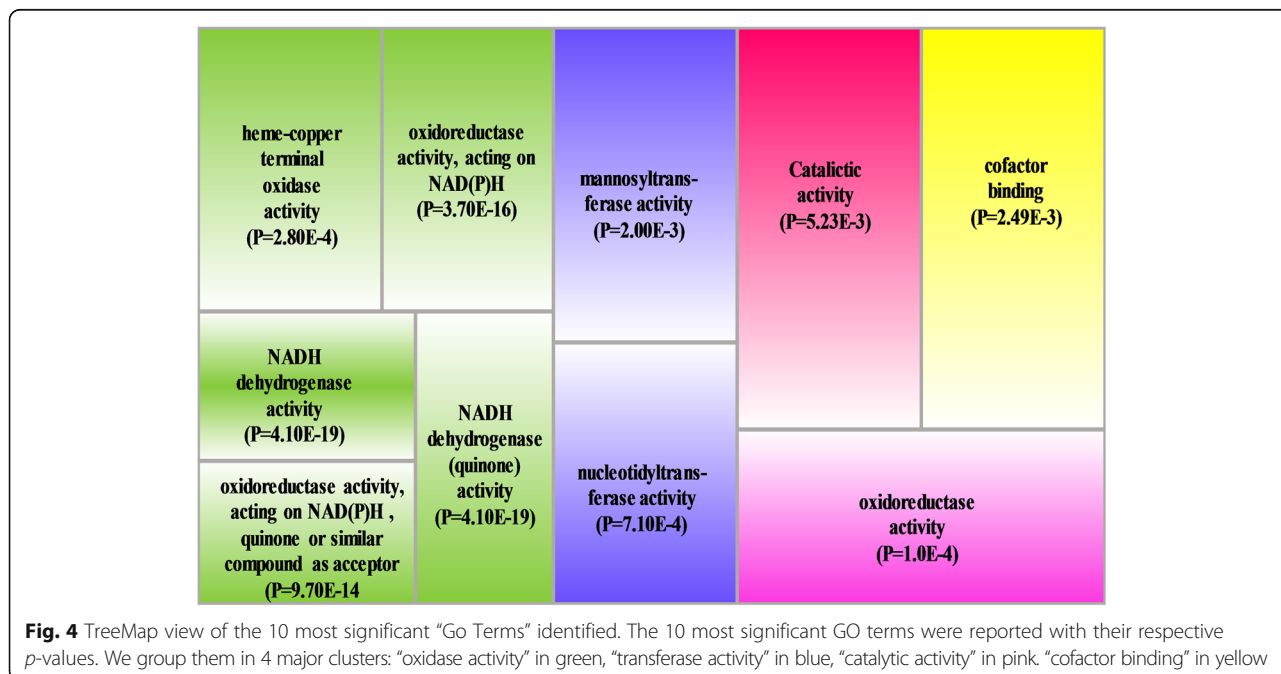 heme-copper
terminal
oxidase
activity
(P=2.80E-4)
oxidoreductase
activity, acting on
NAD(P)H
(P=3.70E-16)
mannosyltrans-
ferase activity
(P=2.00E-3)
Catalictic
activity
(P=5.23E-3)
cofactor
binding
(P=2.49E-3)
NADH
dehydrogenase
activity
(P=4.10E-19)
NADH
dehydrogenase
(quinone)
activity
(P=4.10E-19)
oxidoreductase activity,
acting on NAD(P)H ,
quinone or similar
compound as acceptor
(P=9.70E-14
nucleotidyltrans-
ferase activity
(P=7.10E-4)
oxidoreductase
activity
(P=1.0E-4)
Fig. 4 TreeMap view of the 10 most significant “Go Terms” identified. The 10 most significant GO terms were reported with their respective
p-values. We group them in 4 major clusters: “oxidase activity” in green, “transferase activity” in blue, “catalytic activity” in pink. “cofactor binding” in yellow